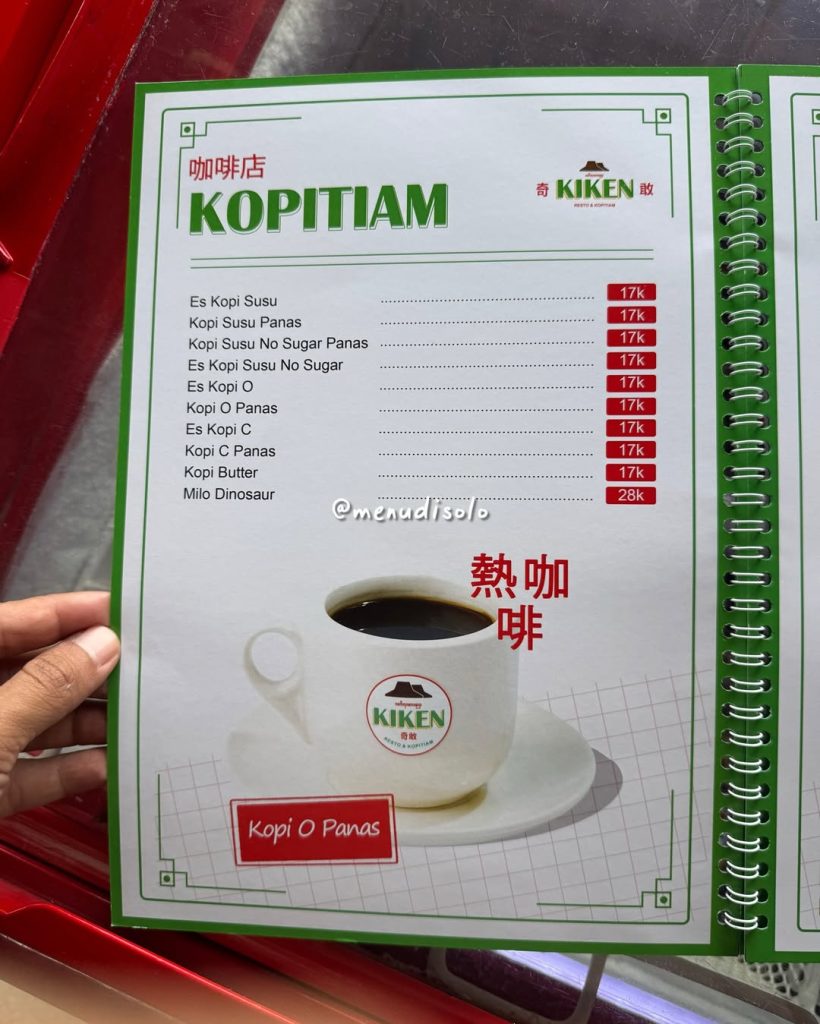 咖啡店
KOPITIAM
奇 KIKEN 敢
RESTO & KOPITIAM
Es Kopi Susu ........ 17k
Kopi Susu Panas ........ 17k
Kopi Susu No Sugar Panas ........ 17k
Es Kopi Susu No Sugar ........ 17k
Es Kopi O ........ 17k
Kopi O Panas ........ 17k
Es Kopi C ........ 17k
Kopi C Panas ........ 17k
Kopi Butter ........ 17k
Milo Dinosaur ........ 28k
@menudisolo
熱咖
啡
KIKEN
奇敢
RESTO & KOPITIAM
Kopi O Panas